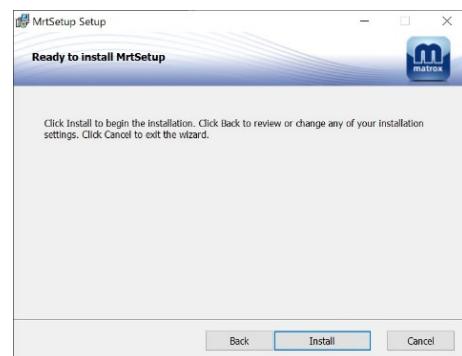 MrtSetup Setup
Ready to install MrtSetup
matrox
Click Install to begin the installation. Click Back to review or change any of your installation
settings. Click Cancel to exit the wizard.
Back Install Cancel